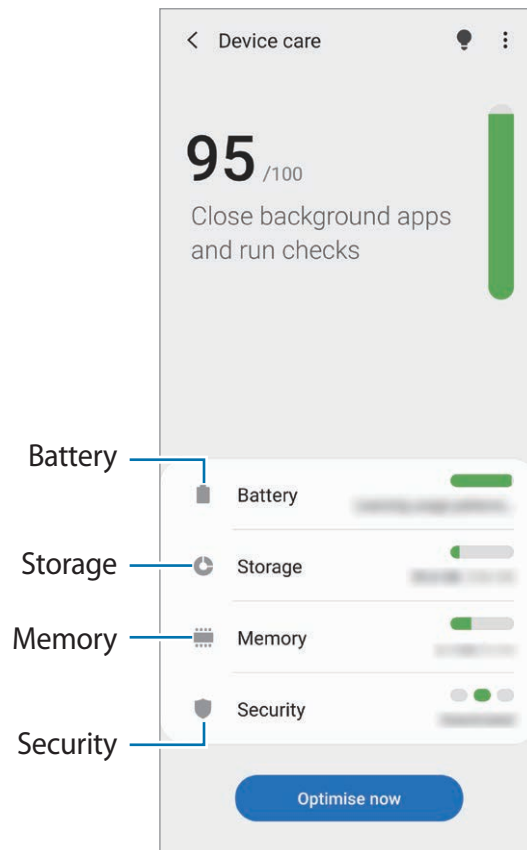 Device care
95 /100
Close background apps
and run checks
Battery
Battery
Storage
Storage
Memory
Memory
Security
Security
Optimise now